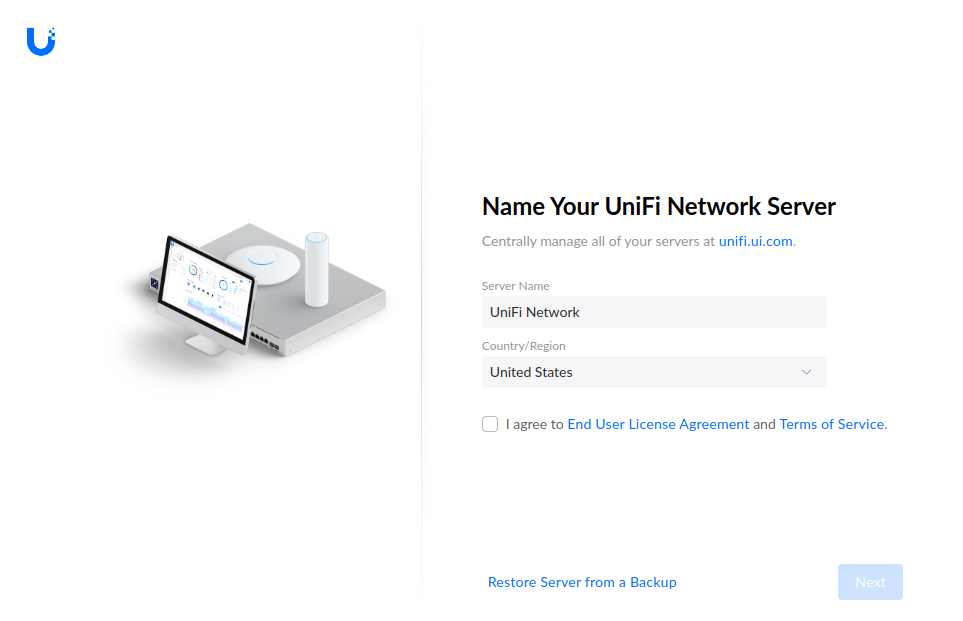 Name Your UniFi Network Server
Centrally manage all of your servers at unifi.ui.com.
Server Name
UniFi Network
Country/Region
United States
I agree to End User License Agreement and Terms of Service.
Restore Server from a Backup
Next